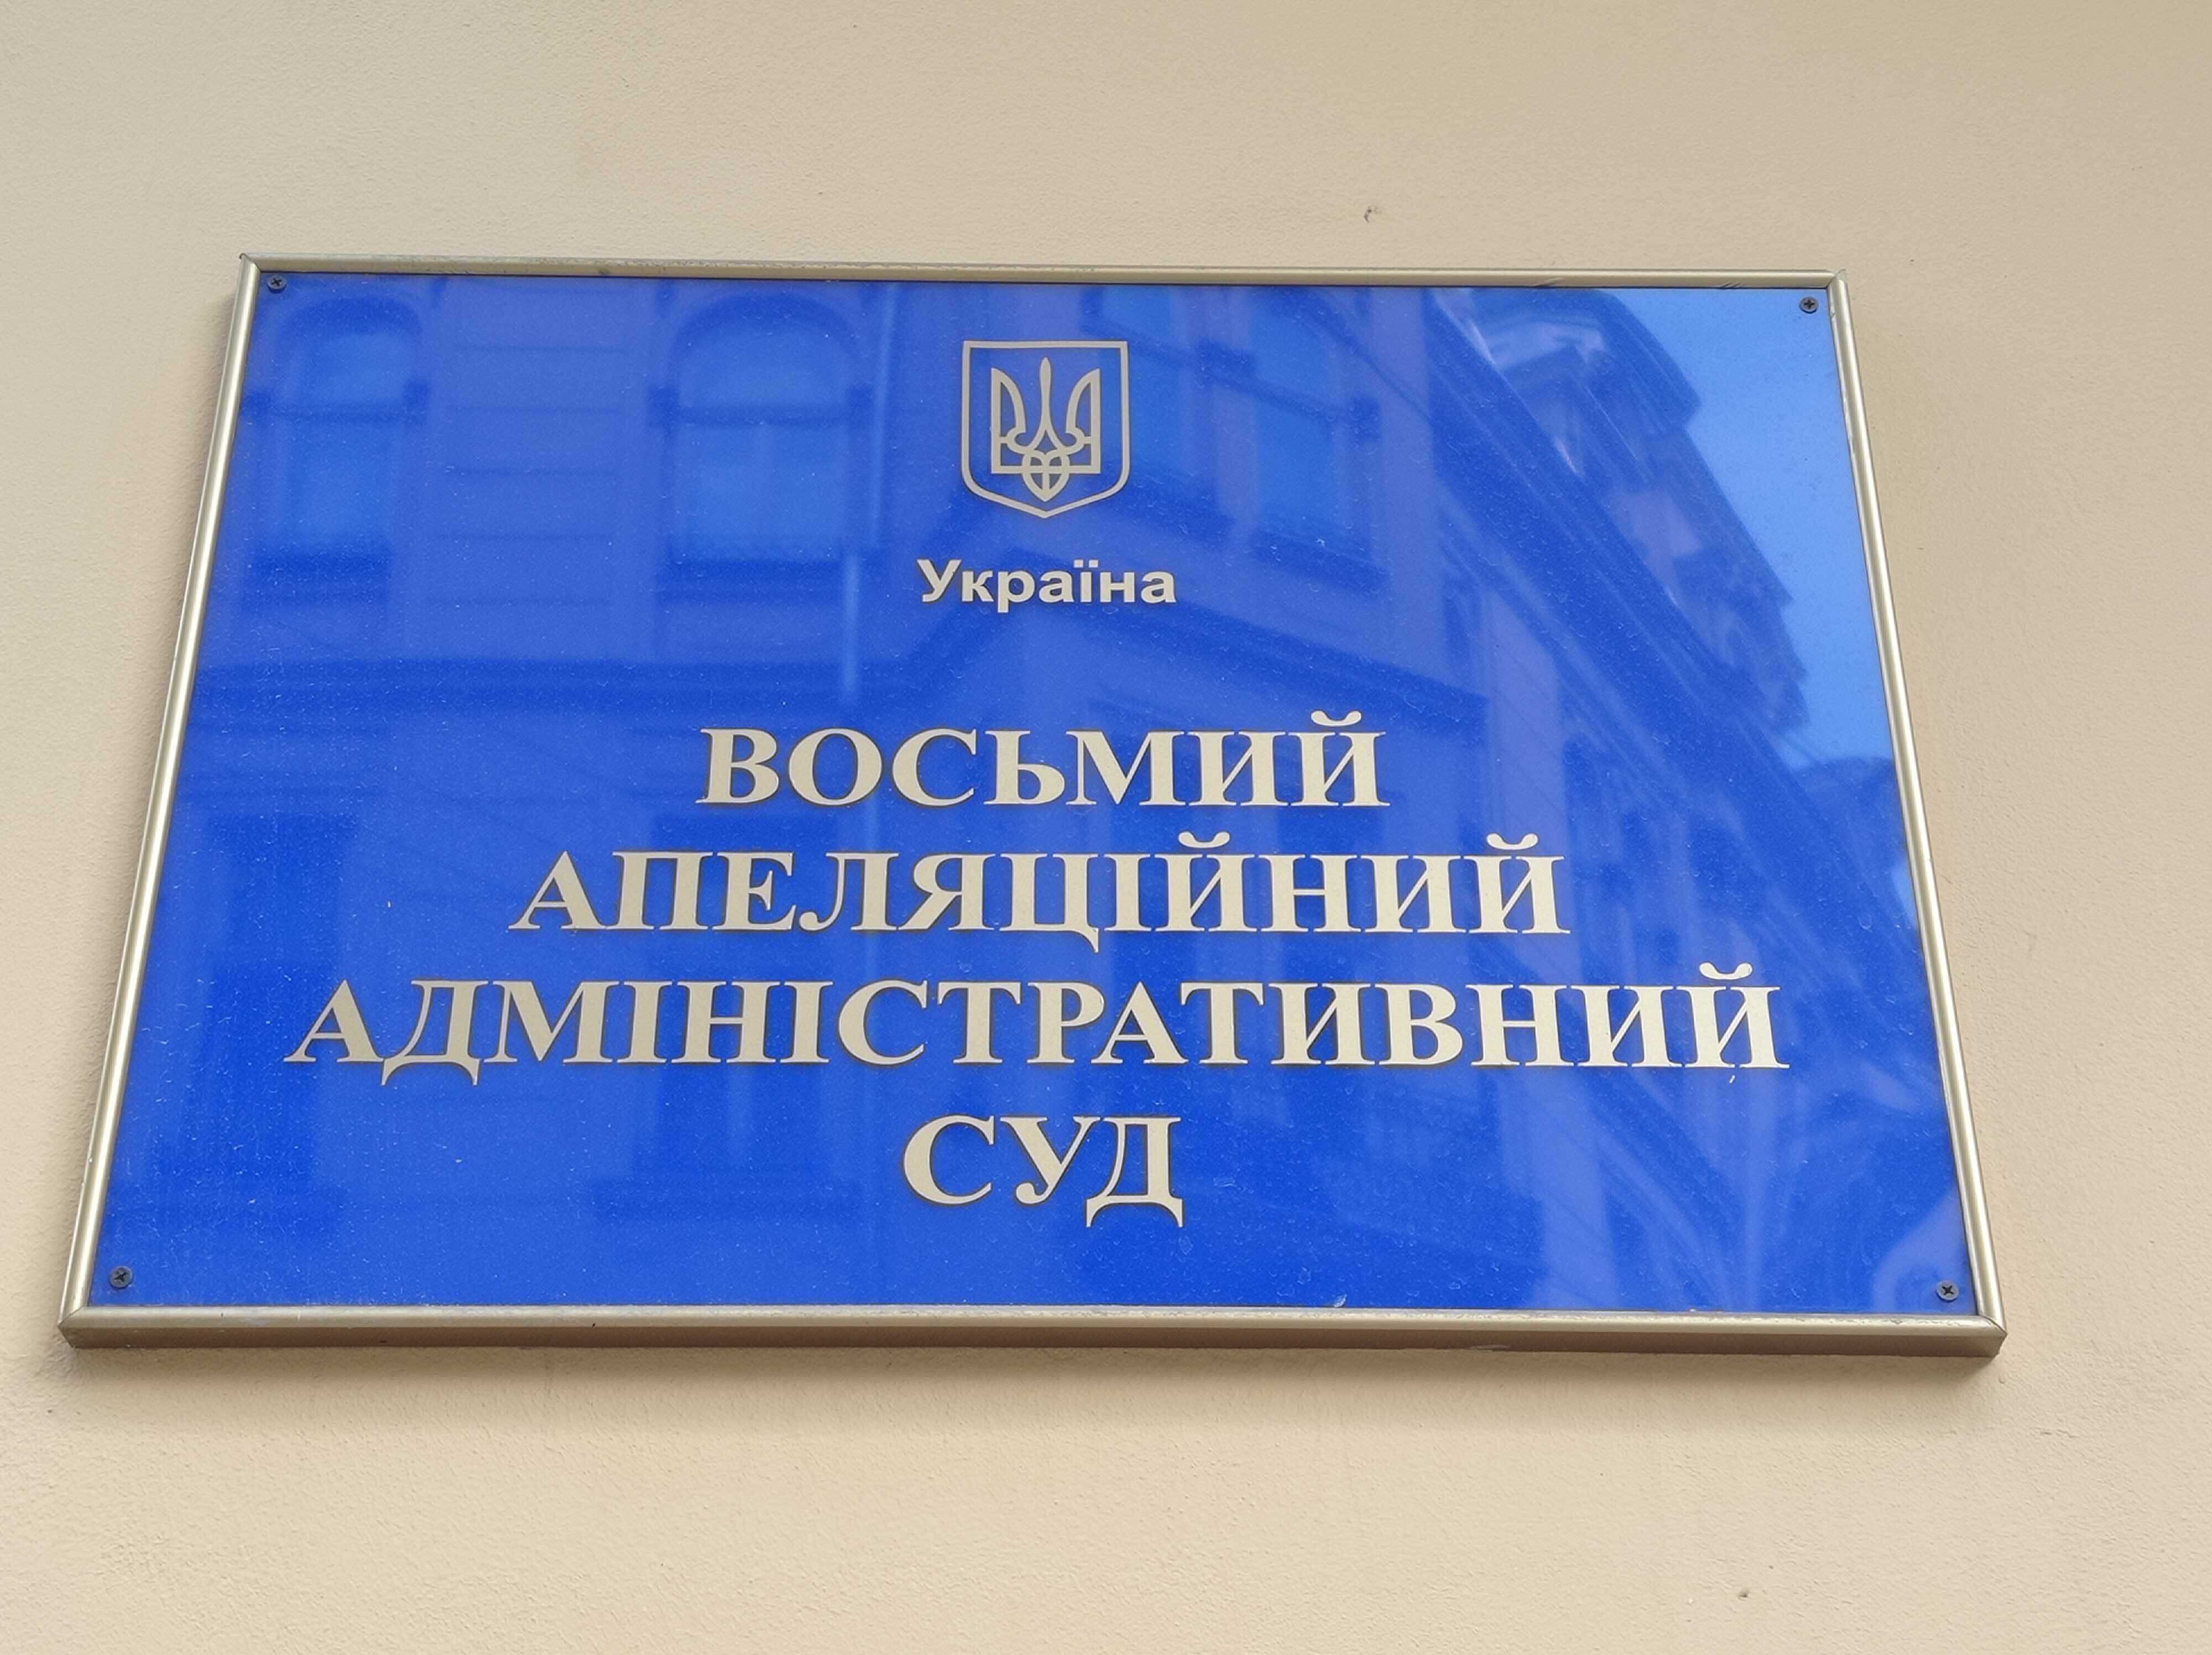 Україна
ВОСЬМИЙ
АПЕЛЯЦІЙНИЙ
АДМІНІСТРАТИВНИЙ
СУД